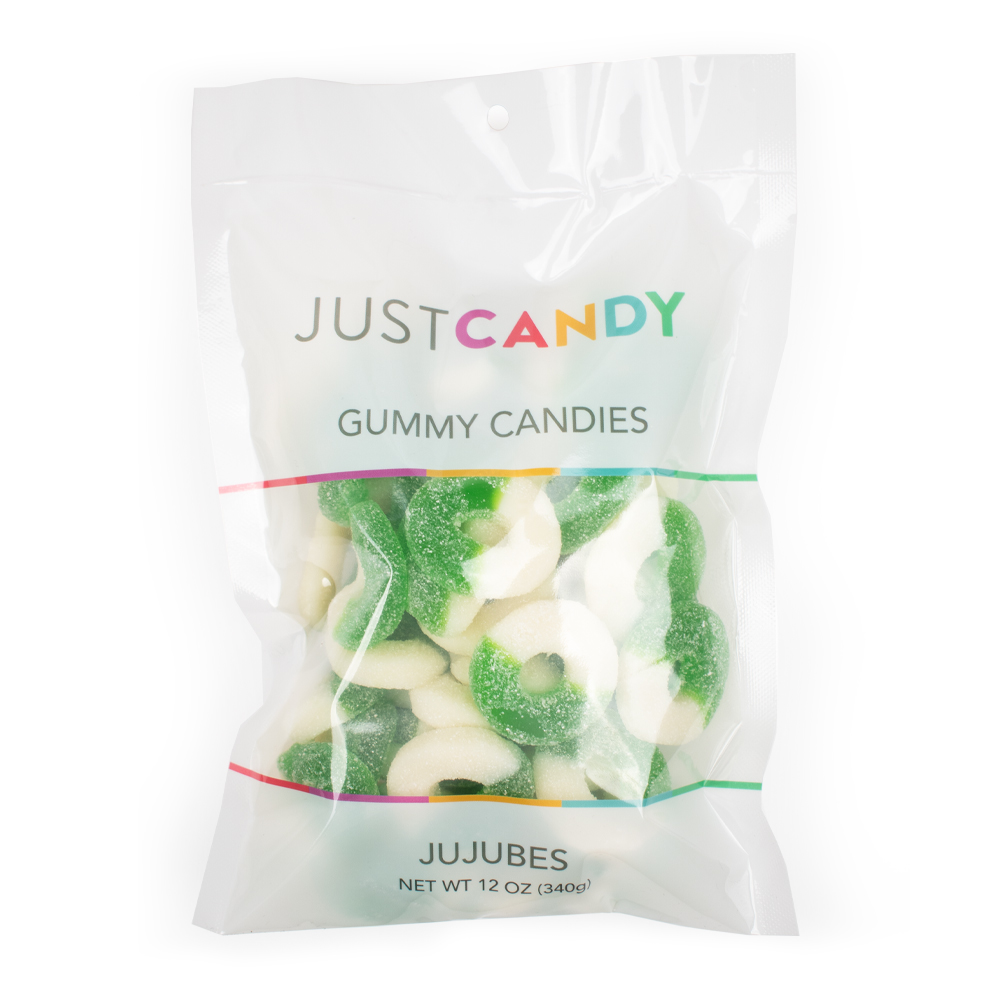 JUSTCANDY
GUMMY CANDIES
JUJUBES
NET WT 12 OZ (340g)